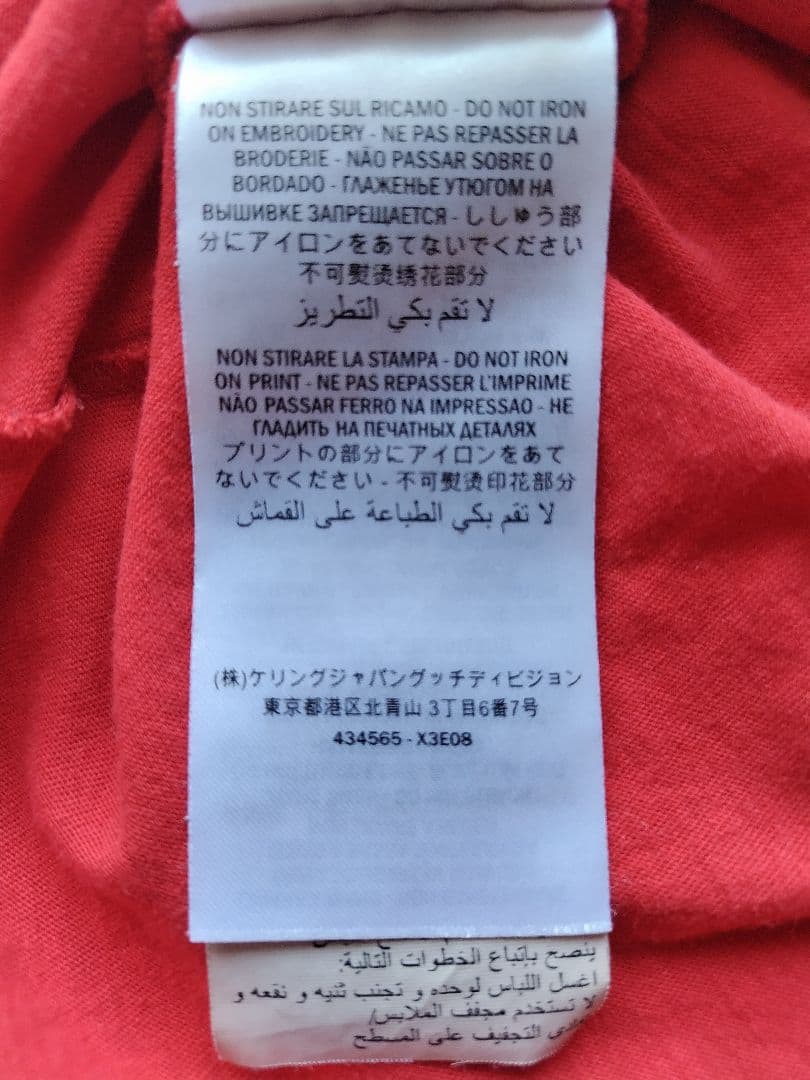 NON STIRARE SUL RICAMO - DO NOT IRON
ON EMBROIDERY - NE PAS REPASSER LA
BRODERIE - NÃO PASSAR SOBRE O
BORDADO - ГЛАЖЕНЬЕ УТЮГОМ НА
ВЫШИВКЕ ЗАПРЕЩАЕТСЯ - ししゅう部
分にアイロンをあてないでください
不可熨烫绣花部分
لا تقم بكي التطريز
NON STIRARE LA STAMPA - DO NOT IRON
ON PRINT - NE PAS REPASSER L'IMPRIME
NÃO PASSAR FERRO NA IMPRESSAO - НЕ
ГЛАДИТЬ НА ПЕЧАТНЫХ ДЕТАЛЯХ
プリントの部分にアイロンをあて
ないでください - 不可熨烫印花部分
لا تقم بكي الطباعة على القماش
(株)ケリングジャパングッチディビジョン
東京都港区北青山 3丁目6番7号
434565 - X3E08
ينصح بإتباع الخطوات التالية:
اغسل اللباس لوحده و تجنب ثنيه و نقعه و
لا تستخدم مجفف الملابس/
التجفيف على المسطح